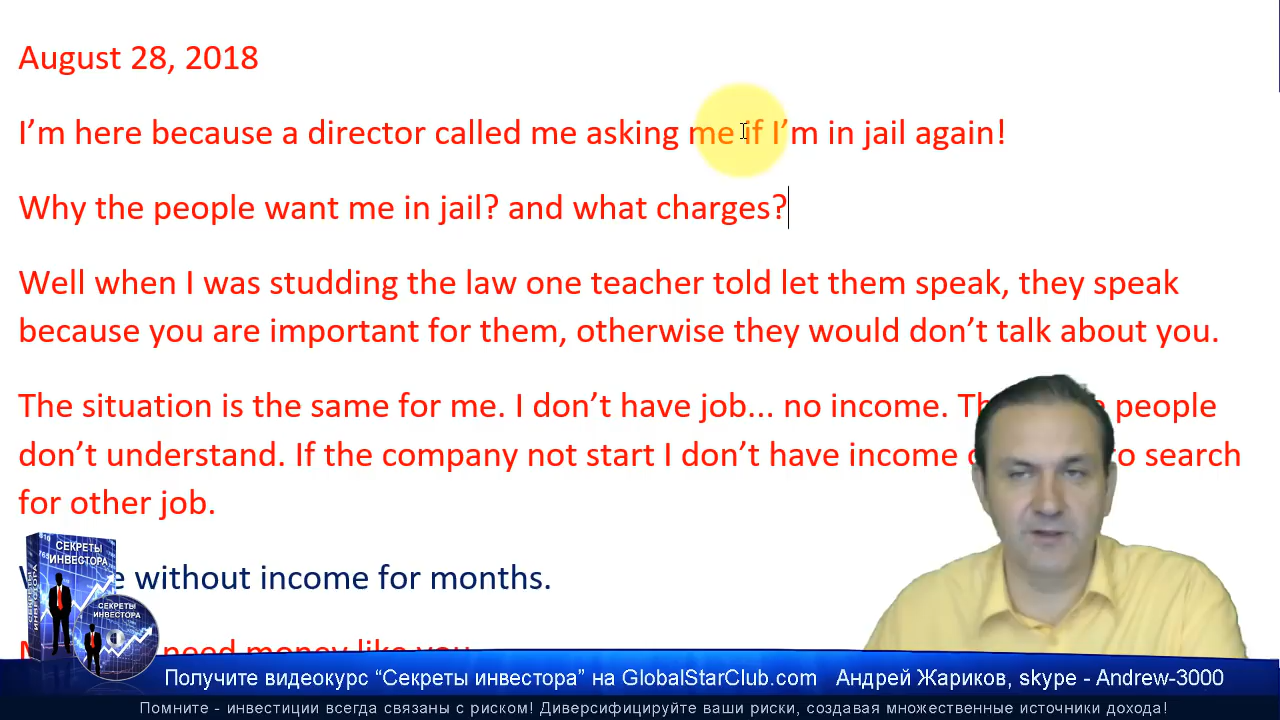 August 28, 2018
I’m here because a director called me asking me if I’m in jail again!
Why the people want me in jail? and what charges?
Well when I was studding the law one teacher told let them speak, they speak
because you are important for them, otherwise they would don’t talk about you.
The situation is the same for me. I don’t have job... no income. people
don’t understand. If the company not start I don’t have income search
for other job.
without income for months.
need money like you
СЕКРЕТЫ
ИНВЕСТОРА
СЕКРЕТЫ
ИНВЕСТОРА
Получите видеокурс “Секреты инвестора” на GlobalStarClub.com Андрей Жариков, skype - Andrew-3000
Помните - инвестиции всегда связаны с риском! Диверсифицируйте ваши риски, создавая множественные источники дохода!